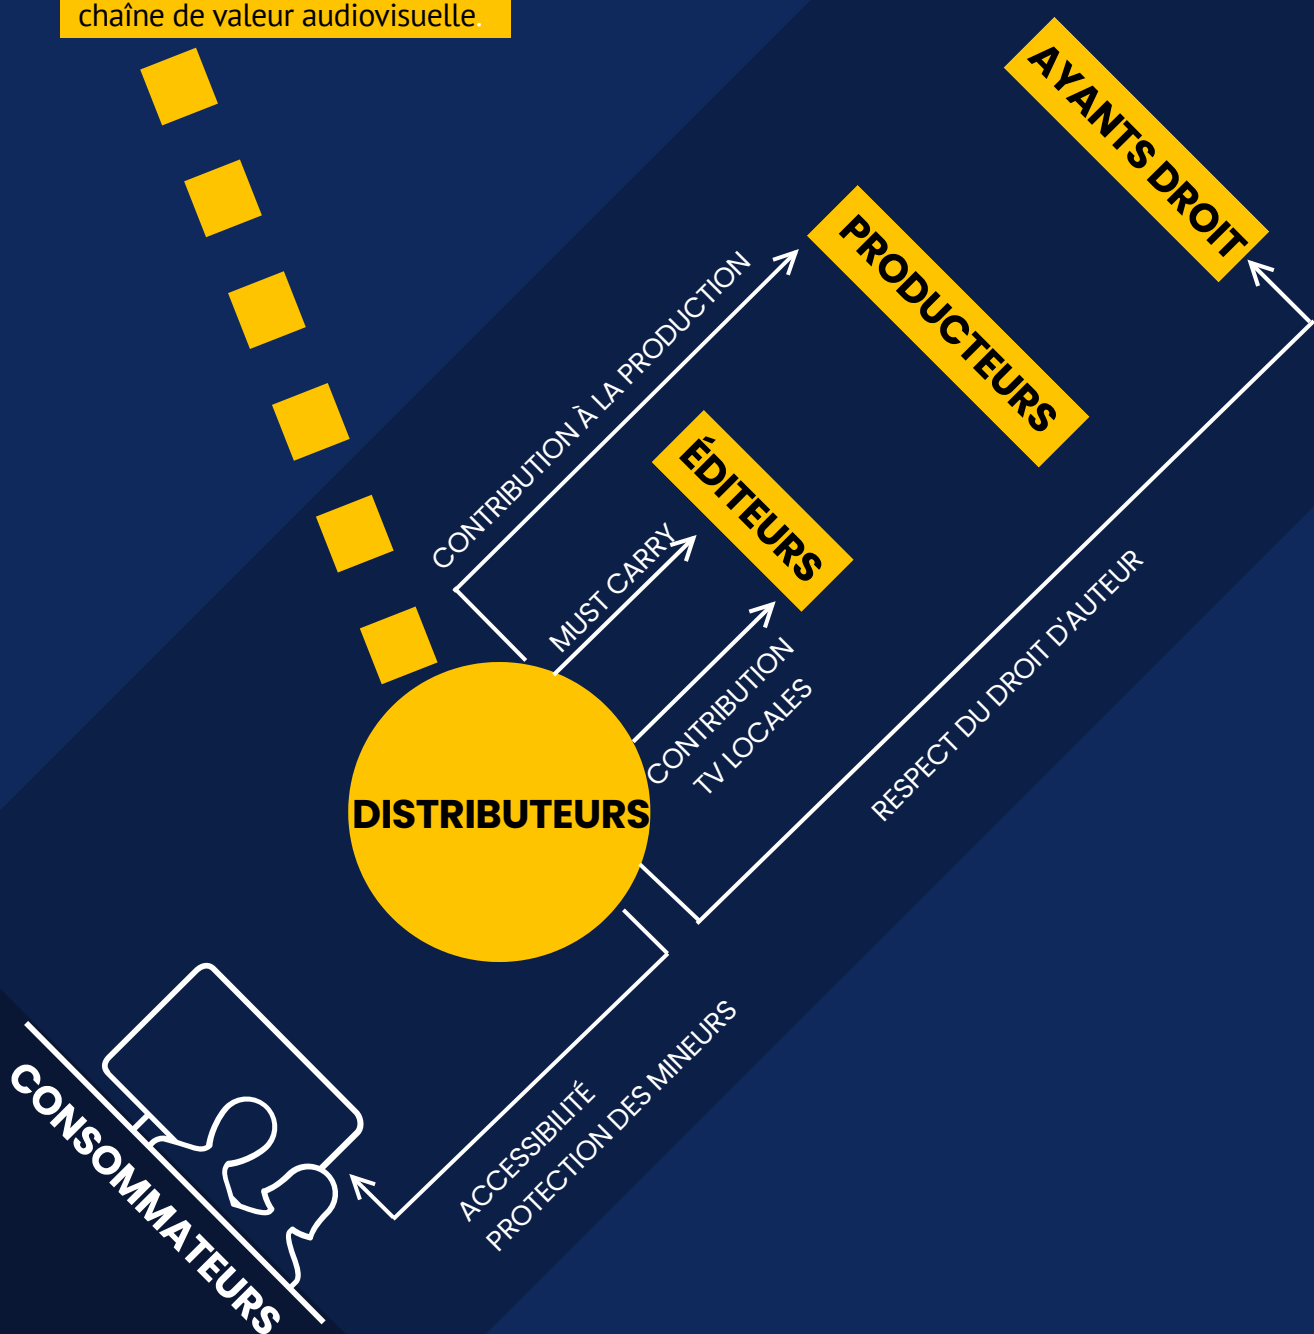 chaîne de valeur audiovisuelle.
AYANTS DROIT
PRODUCTEURS
CONTRIBUTION À LA PRODUCTION
ÉDITEURS
MUST CARRY
CONTRIBUTION
TV LOCALES
RESPECT DU DROIT D'AUTEUR
DISTRIBUTEURS
ACCESSIBILITÉ
PROTECTION DES MINEURS
CONSOMMATEURS